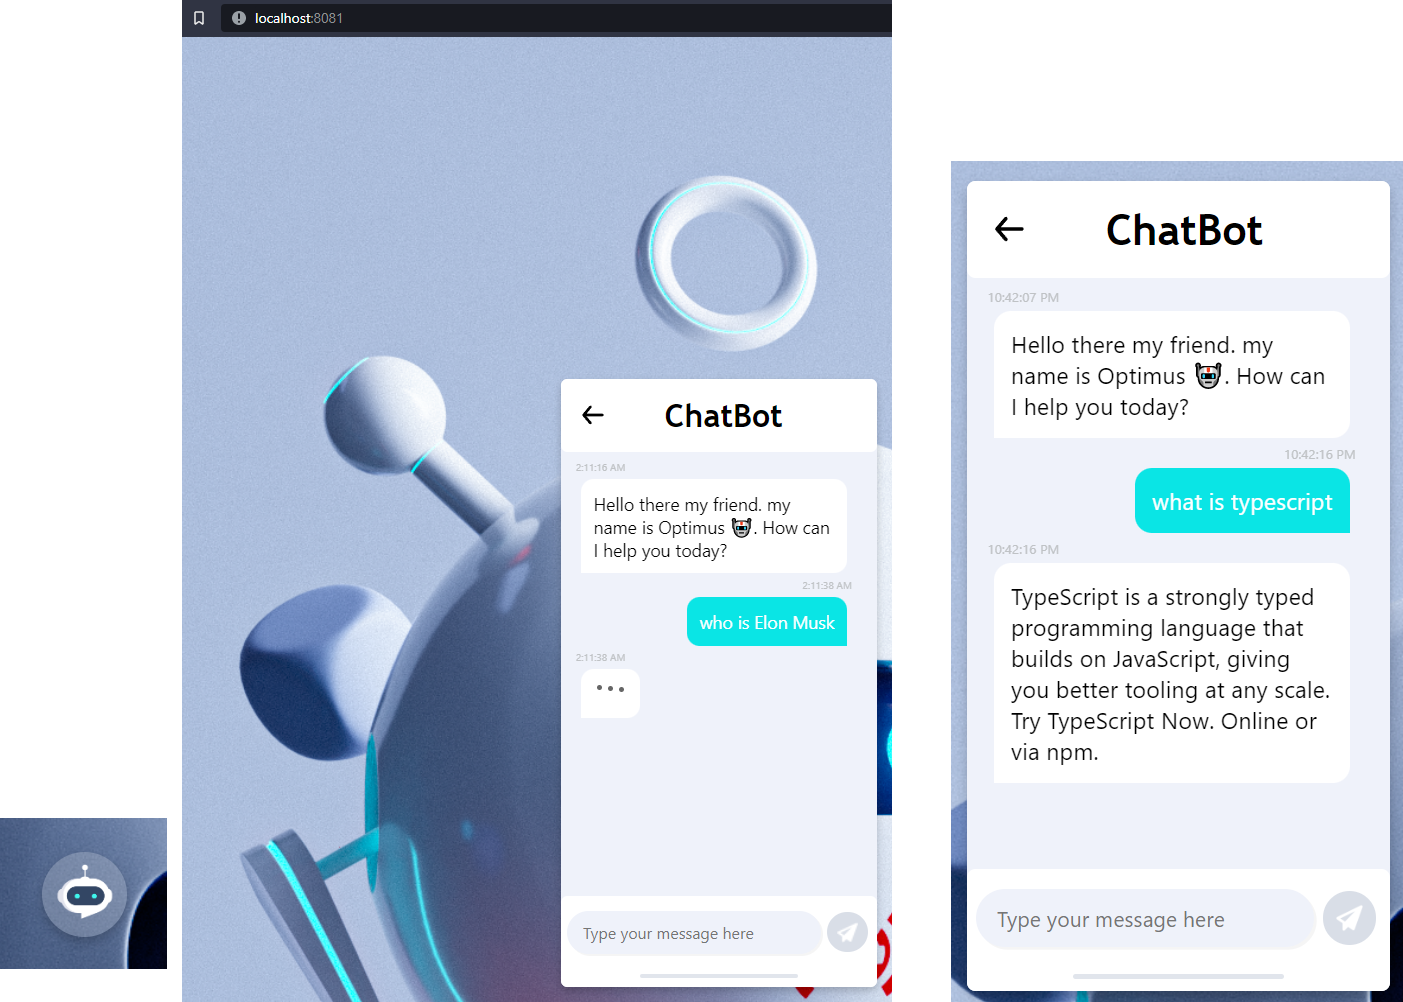 localhost:8081
ChatBot
2:11:16 AM
Hello there my friend. my
name is Optimus 🤖. How can
I help you today?
2:11:38 AM
who is Elon Musk
2:11:38 AM
Type your message here
ChatBot
10:42:07 PM
Hello there my friend. my
name is Optimus 🤖. How can
I help you today?
10:42:16 PM
what is typescript
10:42:16 PM
TypeScript is a strongly typed
programming language that
builds on JavaScript, giving
you better tooling at any scale.
Try TypeScript Now. Online or
via npm.
Type your message here